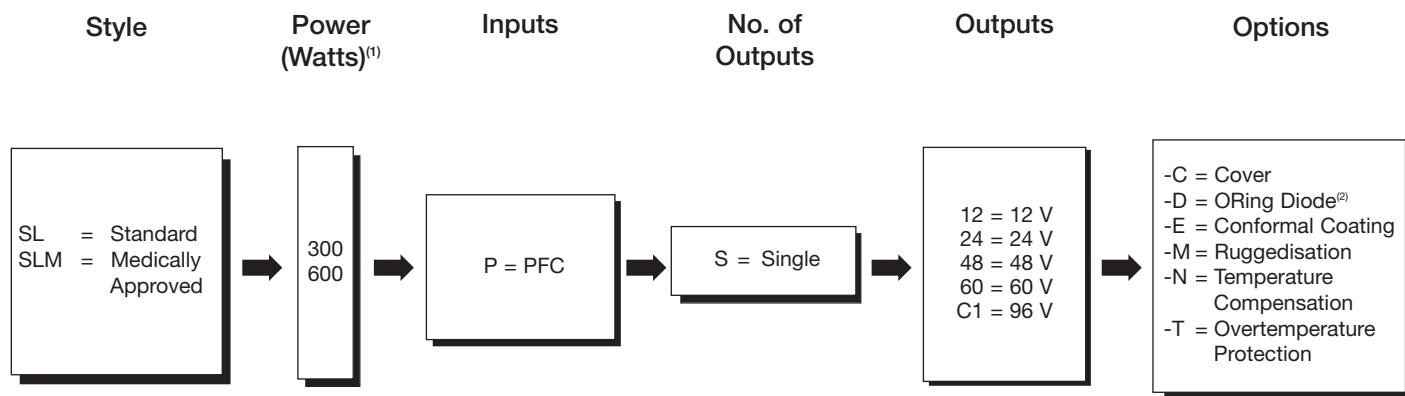 Style
Power
(Watts)(1)
Inputs
No. of
Outputs
Outputs
Options
SL = Standard
SLM = Medically
Approved
300
600
P = PFC
S = Single
12 = 12 V
24 = 24 V
48 = 48 V
60 = 60 V
C1 = 96 V
-C = Cover
-D = ORing Diode(2)
-E = Conformal Coating
-M = Ruggedisation
-N = Temperature
Compensation
-T = Overtemperature
Protection